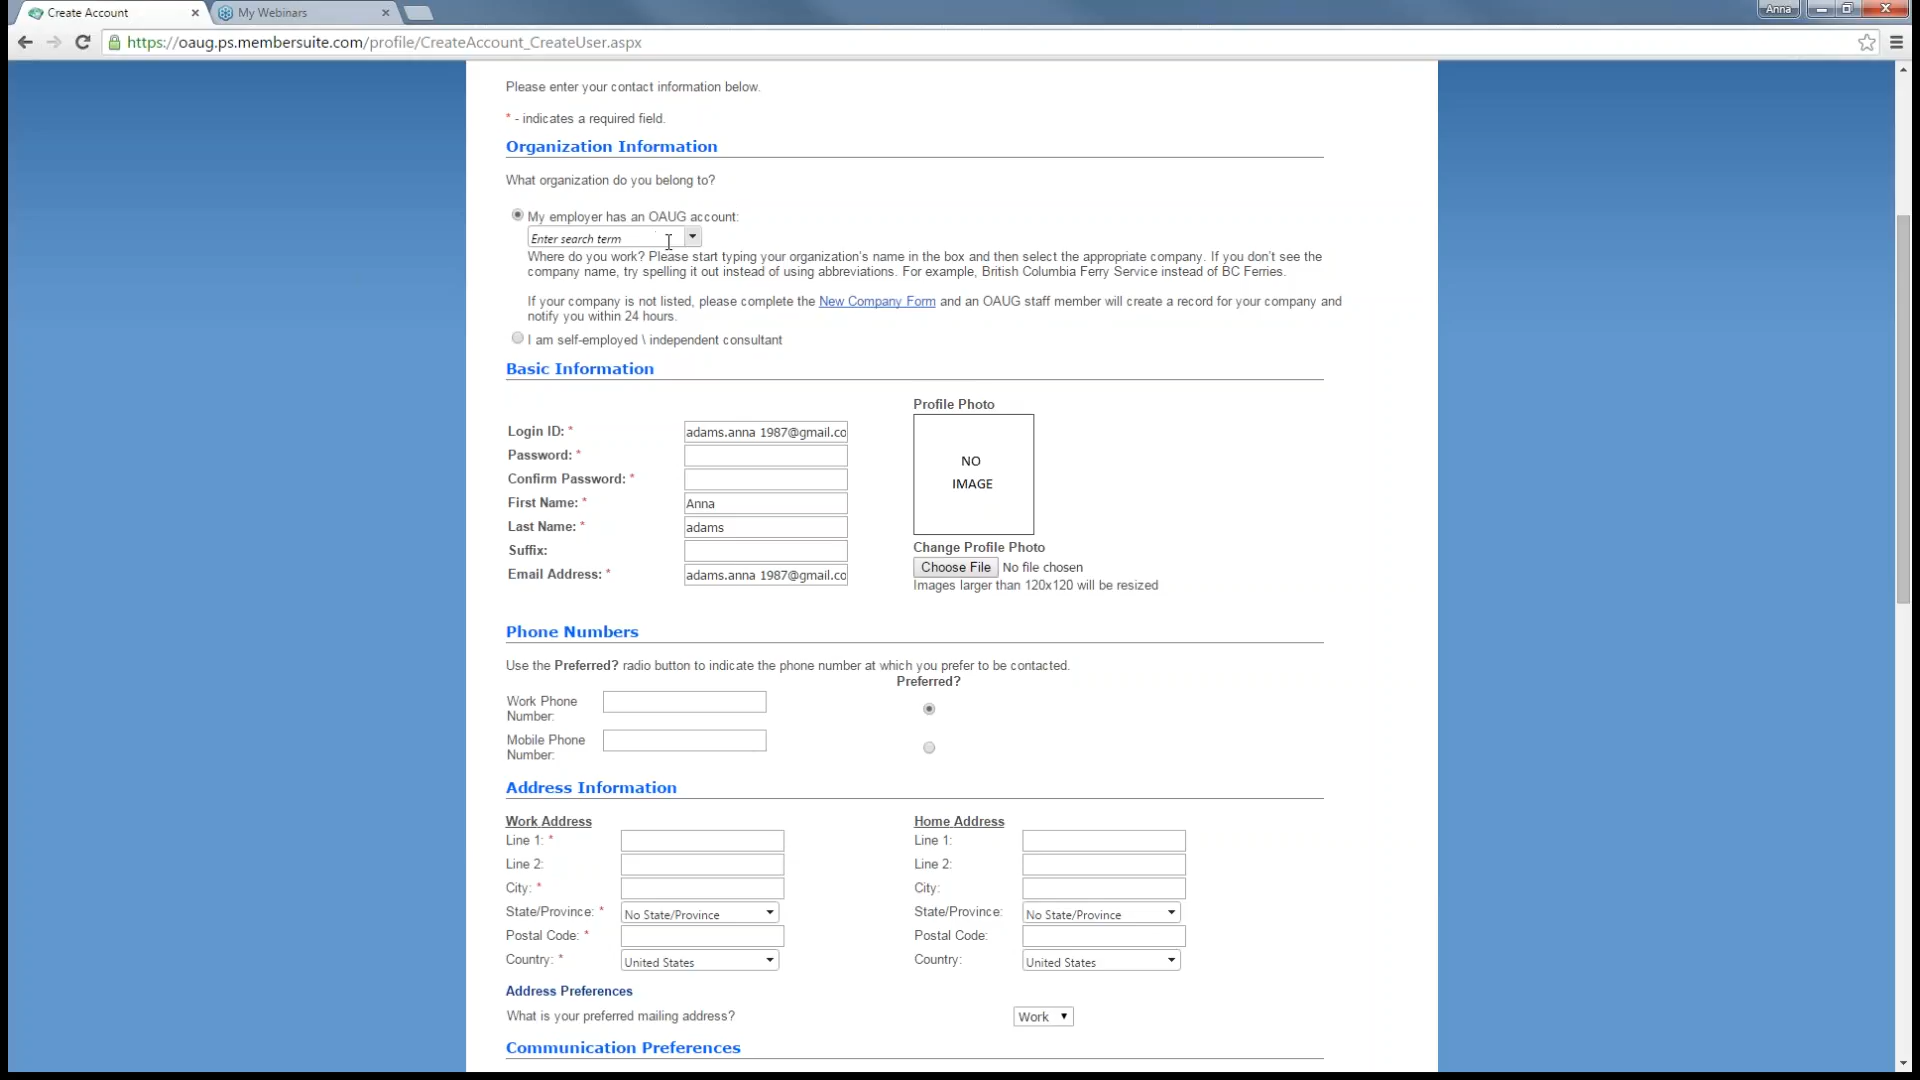 Create Account
My Webinars
Anna
https://oaug.ps.membersuite.com/profile/CreateAccount_CreateUser.aspx
Please enter your contact information below.
* - indicates a required field.
Organization Information
What organization do you belong to?
My employer has an OAUG account:
Enter search term
Where do you work? Please start typing your organization's name in the box and then select the appropriate company. If you don't see the
company name, try spelling it out instead of using abbreviations. For example, British Columbia Ferry Service instead of BC Ferries.
If your company is not listed, please complete the New Company Form and an OAUG staff member will create a record for your company and
notify you within 24 hours.
I am self-employed \ independent consultant
Basic Information
Profile Photo
NO
IMAGE
Login ID: * adams.anna 1987@gmail.co
Password: *
Confirm Password: *
First Name: * Anna
Last Name: * adams
Suffix:
Email Address: * adams.anna 1987@gmail.co
Change Profile Photo
Choose File No file chosen
Images larger than 120x120 will be resized
Phone Numbers
Use the Preferred? radio button to indicate the phone number at which you prefer to be contacted.
Preferred?
Work Phone
Number:
Mobile Phone
Number:
Address Information
Work Address
Line 1: *
Line 2:
City: *
State/Province: * No State/Province
Postal Code: *
Country: * United States
Home Address
Line 1:
Line 2:
City:
State/Province: No State/Province
Postal Code:
Country: United States
Address Preferences
What is your preferred mailing address? Work
Communication Preferences